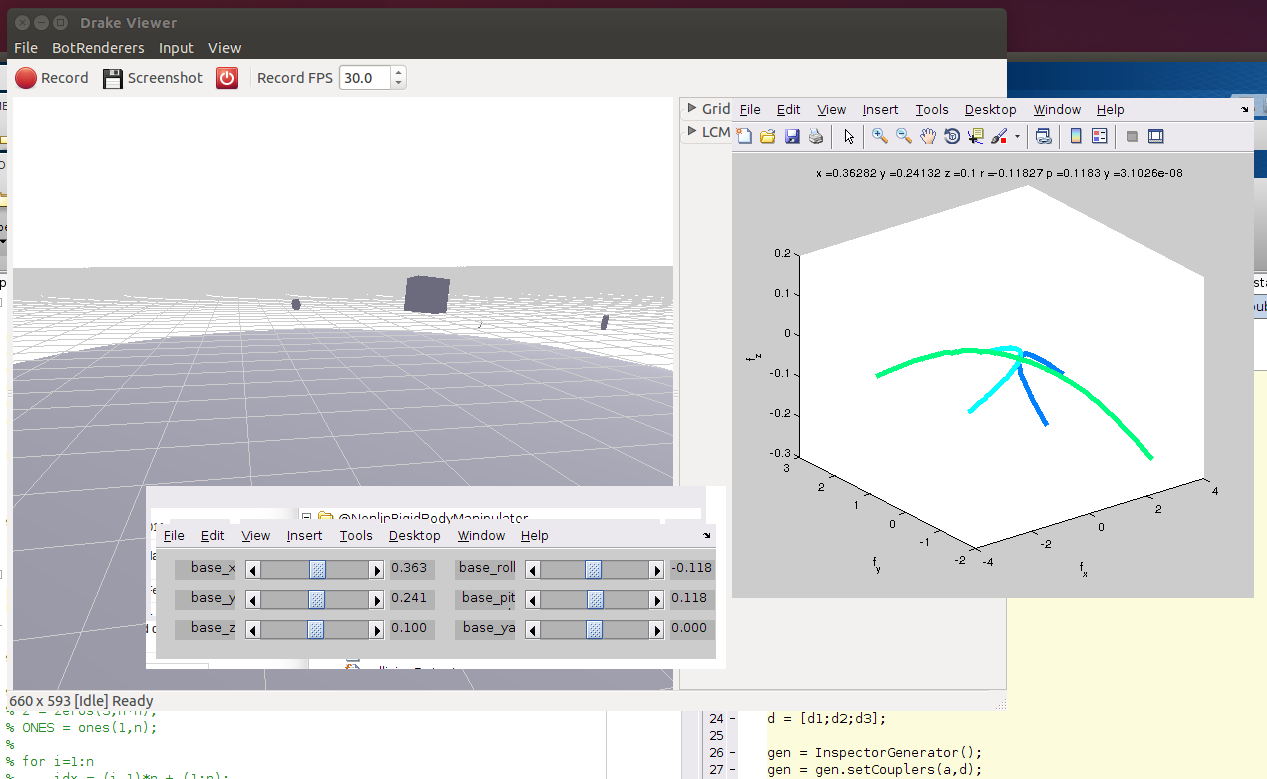 Drake Viewer
File BotRenderers Input View
Record Screenshot Record FPS 30.0
Grid
LCM
File Edit View Insert Tools Desktop Window Help
x =0.36282 y =0.24132 z =0.1 r =-0.11827 p =0.1183 y =3.1026e-08
0.2
0.1
0
-0.1
-0.2
-0.3
f_z
3
2
1
0
-1
-2
f_y
-4
-2
0
2
4
f_x
@NonlinRigidBodyManipulator
File Edit View Insert Tools Desktop Window Help
base_x 0.363 base_roll -0.118
base_y 0.241 base_pit 0.118
base_z 0.100 base_ya 0.000
660 x 593 [Idle] Ready
% ONES = ones(1,n);
%
% for i=1:n
% idx = (i-1)*n + (1:n);
24 - d = [d1;d2;d3];
25
26 - gen = InspectorGenerator();
27 - gen = gen.setCouplers(a,d);